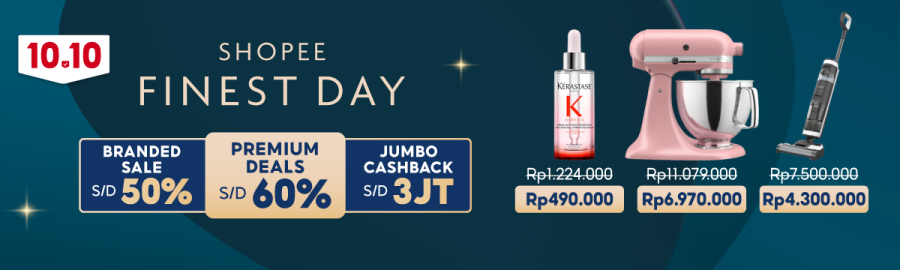 10.10
SHOPEE
FINEST DAY
BRANDED
SALE
S/D 50%
PREMIUM
DEALS
S/D 60%
JUMBO
CASHBACK
S/D 3JT
KÉRASTASE
K
Rp1.224.000
Rp490.000
Rp11.079.000
Rp6.970.000
Rp7.500.000
Rp4.300.000